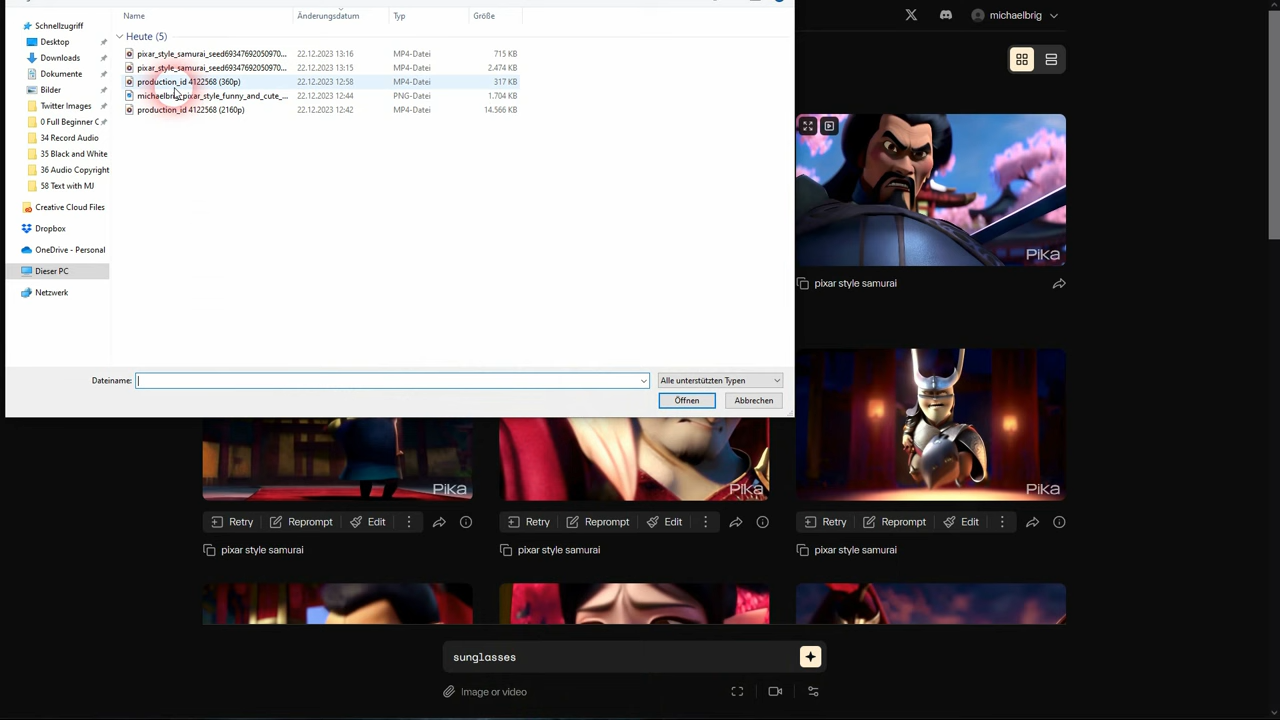 michaelbrig
Name Änderungsdatum Typ Größe
Schnellzugriff
Desktop
Downloads
Dokumente
Bilder
Twitter Images
0 Full Beginner C
34 Record Audio
35 Black and White
36 Audio Copyright
58 Text with MJ
Creative Cloud Files
Dropbox
OneDrive - Personal
Dieser PC
Netzwerk
Heute (5)
pixar_style_samurai_seed69347692050970... 22.12.2023 13:16 MP4-Datei 715 KB
pixar_style_samurai_seed69347692050970... 22.12.2023 13:15 MP4-Datei 2.474 KB
production_id 4122568 (360p) 22.12.2023 12:58 MP4-Datei 317 KB
michaelbrig_pixar_style_funny_and_cute_... 22.12.2023 12:44 PNG-Datei 1.704 KB
production_id 4122568 (2160p) 22.12.2023 12:42 MP4-Datei 14.566 KB
Dateiname: Alle unterstützten Typen
Öffnen Abbrechen
Pika
pixar style samurai
Pika Pika Pika
Retry Reprompt Edit Retry Reprompt Edit Retry Reprompt Edit
pixar style samurai pixar style samurai pixar style samurai
sunglasses
Image or video